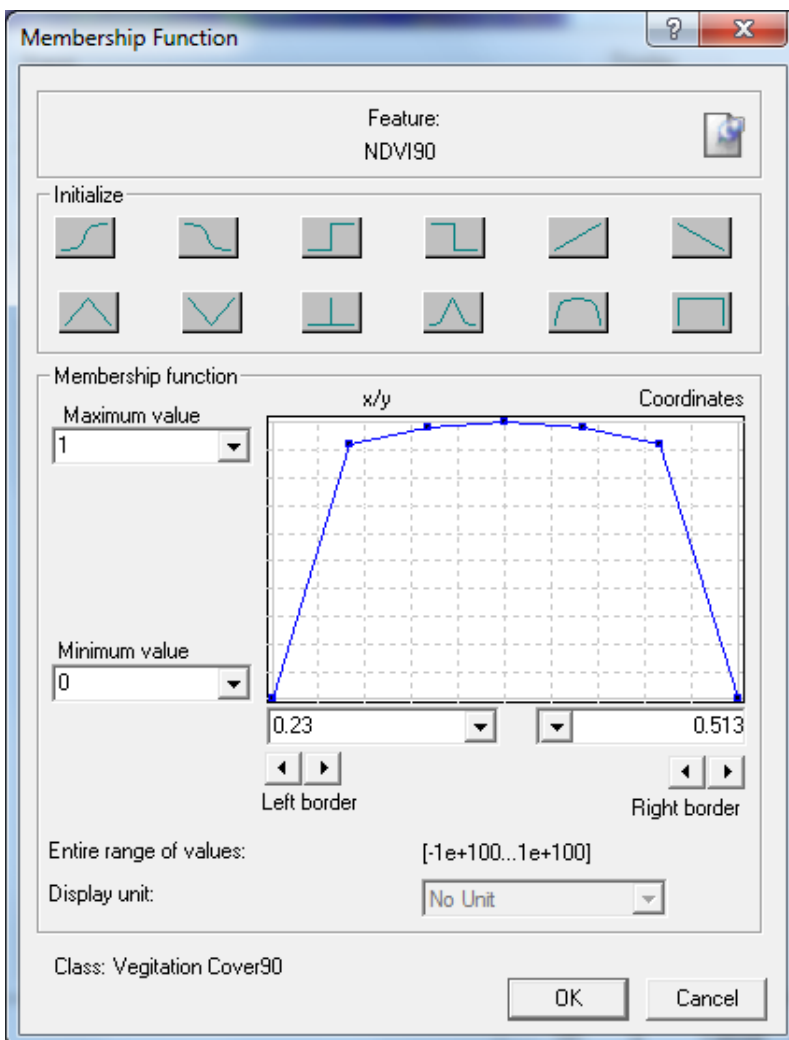 Membership Function
Feature:
NDVI90
Initialize
Membership function
x/y
Coordinates
Maximum value
1
Minimum value
0
0.23
0.513
Left border
Right border
Entire range of values:
[-1e+100...1e+100]
Display unit:
No Unit
Class: Vegitation Cover90
OK
Cancel